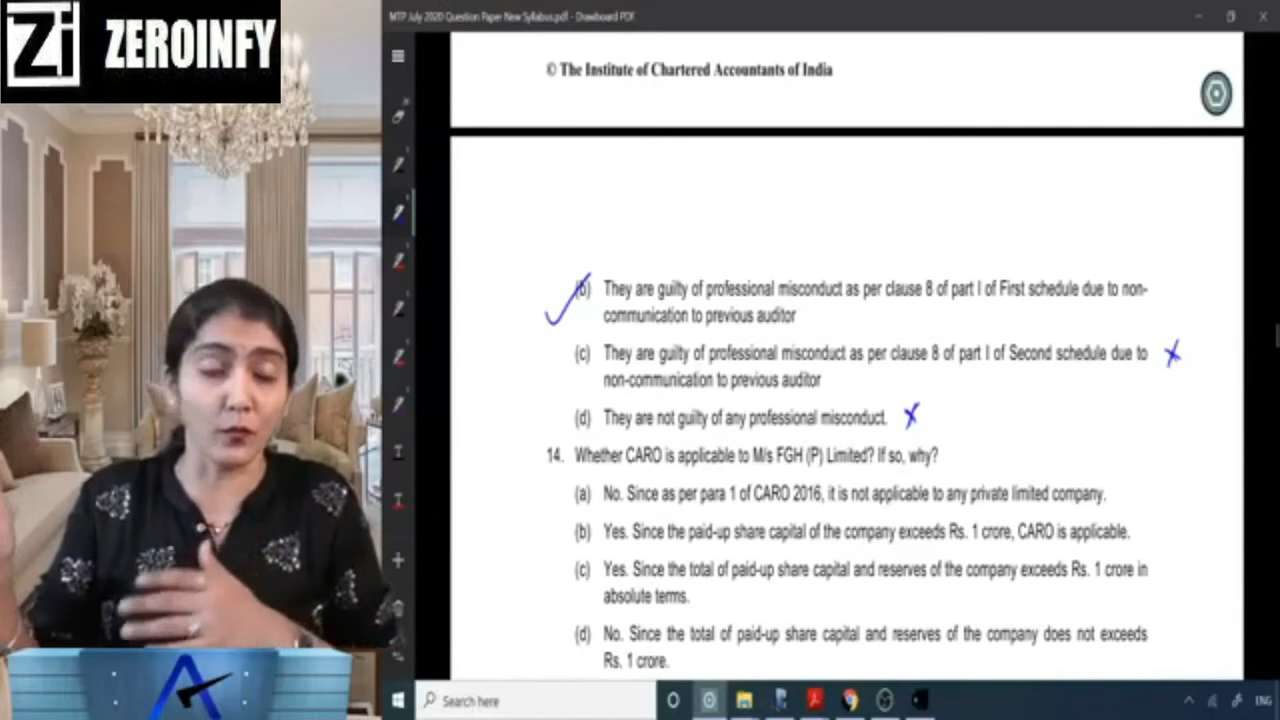 Zi ZEROINFY
MTP July 2020 Question Paper New Syllabus.pdf - Drawboard PDF
© The Institute of Chartered Accountants of India
(b) They are guilty of professional misconduct as per clause 8 of part I of First schedule due to non-
communication to previous auditor
(c) They are guilty of professional misconduct as per clause 8 of part I of Second schedule due to
non-communication to previous auditor
(d) They are not guilty of any professional misconduct.
14. Whether CARO is applicable to M/s FGH (P) Limited? If so, why?
(a) No. Since as per para 1 of CARO 2016, it is not applicable to any private limited company.
(b) Yes. Since the paid-up share capital of the company exceeds Rs. 1 crore, CARO is applicable.
(c) Yes. Since the total of paid-up share capital and reserves of the company exceeds Rs. 1 crore in
absolute terms.
(d) No. Since the total of paid-up share capital and reserves of the company does not exceeds
Rs. 1 crore.
Search here
ENG